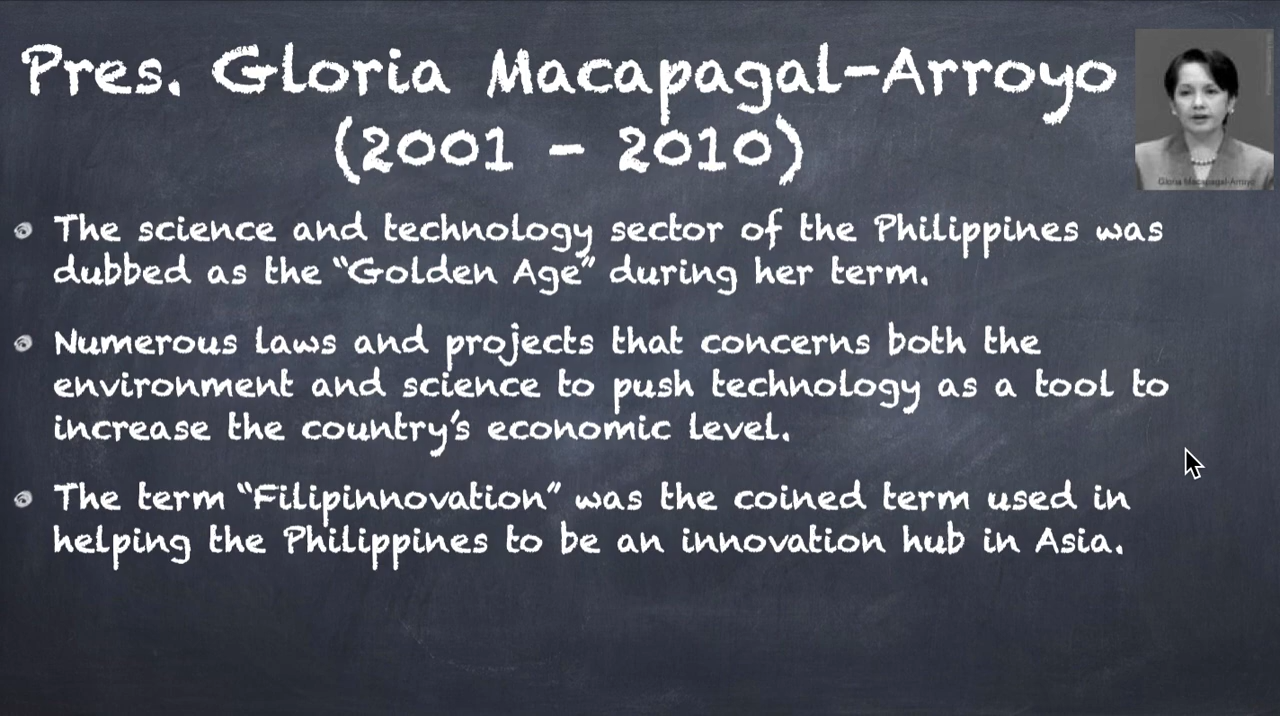 Pres. Gloria Macapagal-Arroyo
(2001 - 2010)
Gloria Macapagal-Arroyo
The science and technology sector of the Philippines was
dubbed as the “Golden Age” during her term.
Numerous laws and projects that concerns both the
environment and science to push technology as a tool to
increase the country’s economic level.
The term “Filipinnovation” was the coined term used in
helping the Philippines to be an innovation hub in Asia.